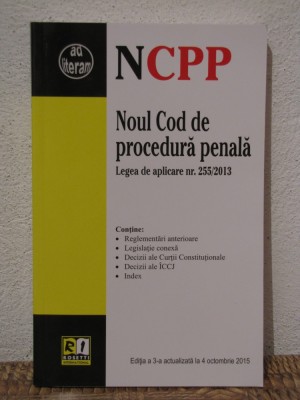 ad
literam
NCPP
Noul Cod de
procedură penală
Legea de aplicare nr. 255/2013
Conține:
• Reglementări anterioare
• Legislație conexă
• Decizii ale Curții Constituționale
• Decizii ale ÎCCJ
• Index
Ediția a 3-a actualizată la 4 octombrie 2015
ROSETTI